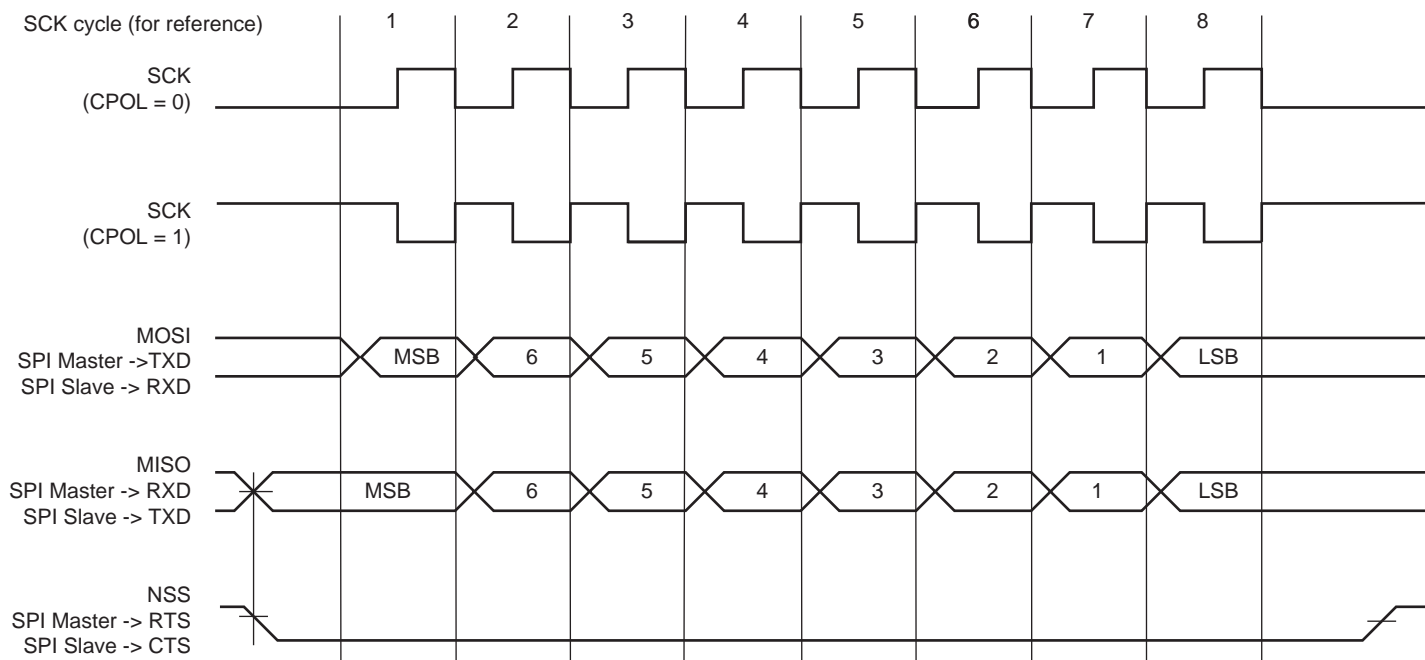 SCK cycle (for reference) 1 2 3 4 5 6 7 8
SCK
(CPOL = 0)
SCK
(CPOL = 1)
MOSI
SPI Master ->TXD
SPI Slave -> RXD
MSB 6 5 4 3 2 1 LSB
MISO
SPI Master -> RXD
SPI Slave -> TXD
MSB 6 5 4 3 2 1 LSB
NSS
SPI Master -> RTS
SPI Slave -> CTS